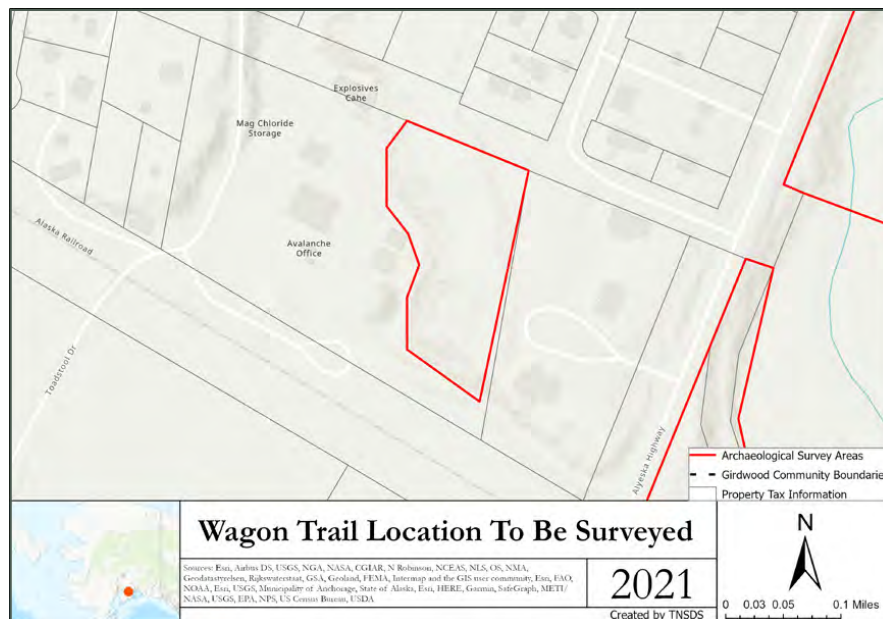 Explosives
Cahe
Mag Chloride
Storage
Alaska Railroad
Avalanche
Office
Toadstool Dr
Alyeska Highway
Archaeological Survey Areas
Girdwood Community Boundarie
Property Tax Information
Wagon Trail Location To Be Surveyed
N
Sources: Esri, Airbus DS, USGS, NGA, NASA, CGIAR, N Robinson, NCEAS, NLS, OS, NMA,
Geodatastyrelsen, Rijkswaterstaat, GSA, Geoland, FEMA, Intermap and the GIS user community, Esri, FAO,
NOAA, Esri, USGS, Municipality of Anchorage, State of Alaska, Esri, HERE, Garmin, SafeGraph, METI/
NASA, USGS, EPA, NPS, US Census Bureau, USDA
2021
Created by TNSDS
0 0.03 0.05 0.1 Miles